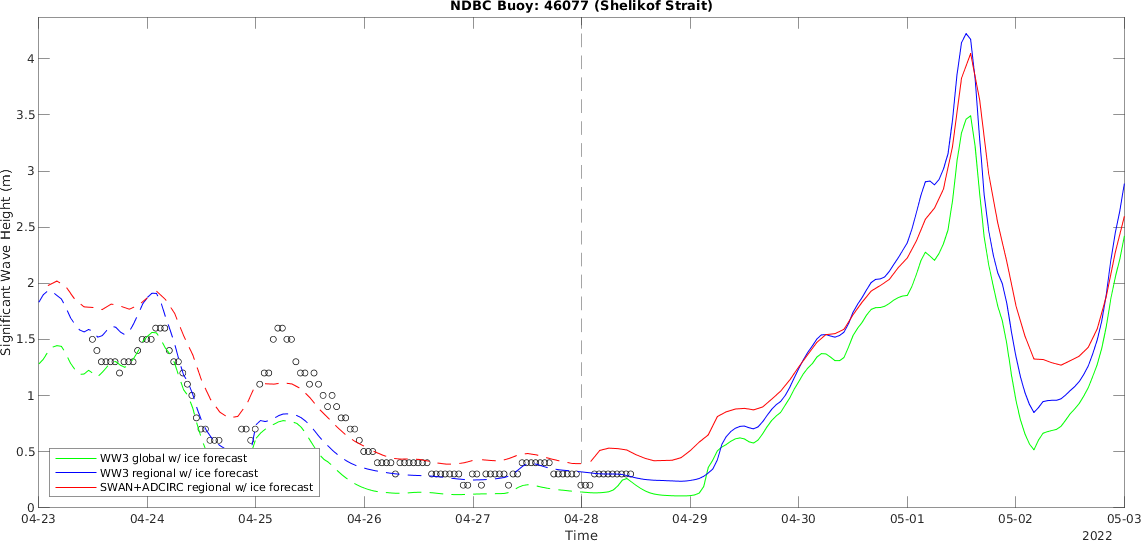 NDBC Buoy: 46077 (Shelikof Strait)
Significant Wave Height (m)
4
3.5
3
2.5
2
1.5
1
0.5
0
WW3 global w/ ice forecast
WW3 regional w/ ice forecast
SWAN+ADCIRC regional w/ ice forecast
04-23 04-24 04-25 04-26 04-27 04-28 04-29 04-30 05-01 05-02 05-03
Time
2022